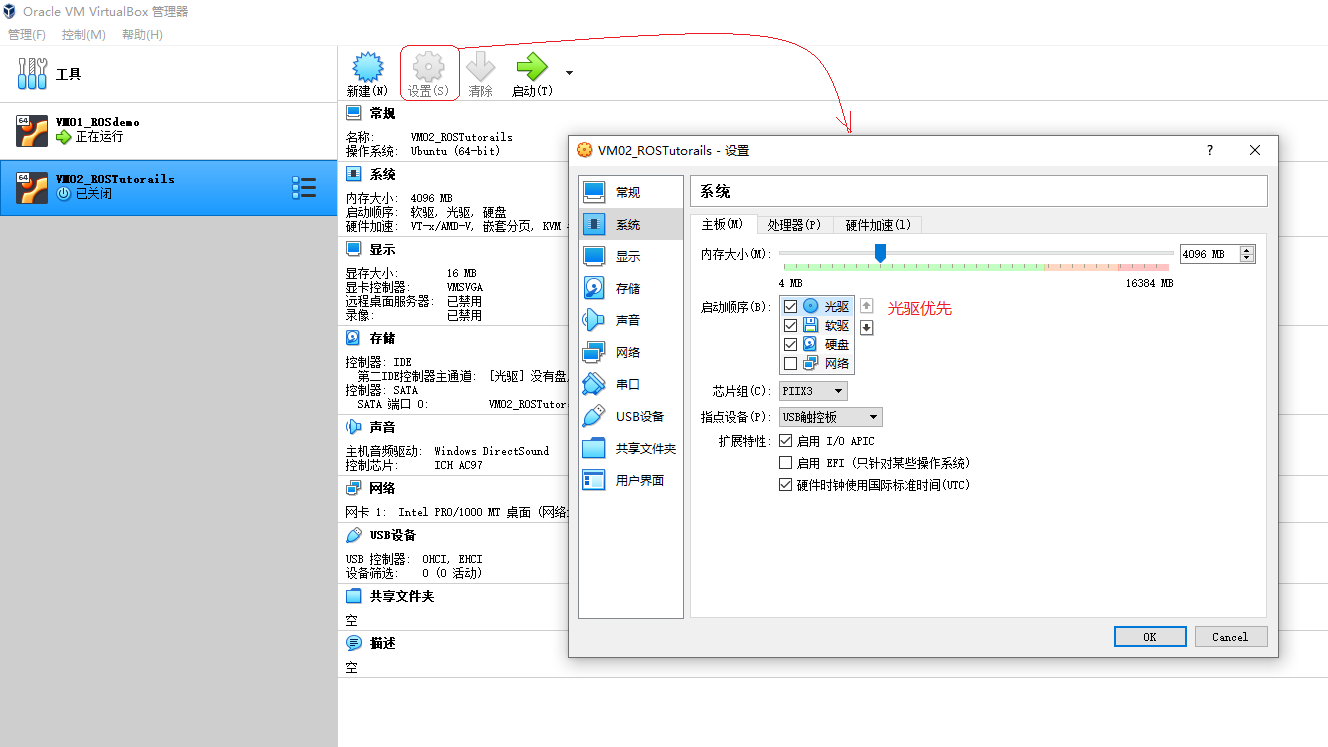 Oracle VM VirtualBox 管理器
管理(F) 控制(M) 帮助(H)
工具
新建(N) 设置(S) 清除 启动(T)
64 VM01_ROSdemo
正在运行
64 VM02_ROSTutorails
已关闭
常规
名称: VM02_ROSTutorails
操作系统: Ubuntu (64-bit)
系统
内存大小: 4096 MB
启动顺序: 软驱, 光驱, 硬盘
硬件加速: VT-x/AMD-V, 嵌套分页, KVM
显示
显存大小: 16 MB
显卡控制器: VMSVGA
远程桌面服务器: 已禁用
录像: 已禁用
存储
控制器: IDE
第二IDE控制器主通道: [光驱] 没有盘
控制器: SATA
SATA 端口 0: VM02_ROSTutor
声音
主机音频驱动: Windows DirectSound
控制芯片: ICH AC97
网络
网卡 1: Intel PRO/1000 MT 桌面 (网络
USB设备
USB 控制器: OHCI, EHCI
设备筛选: 0 (0 活动)
共享文件夹
空
描述
空
VM02_ROSTutorails - 设置 ?
常规
系统
显示
存储
声音
网络
串口
USB设备
共享文件夹
用户界面
系统
主板(M) 处理器(P) 硬件加速(l)
内存大小(M): 4096 MB
4 MB 16384 MB
启动顺序(B): 光驱 光驱优先
软驱
硬盘
网络
芯片组(C): PIIX3
指点设备(P): USB触控板
扩展特性: 启用 I/O APIC
启用 EFI (只针对某些操作系统)
硬件时钟使用国际标准时间(UTC)
OK Cancel